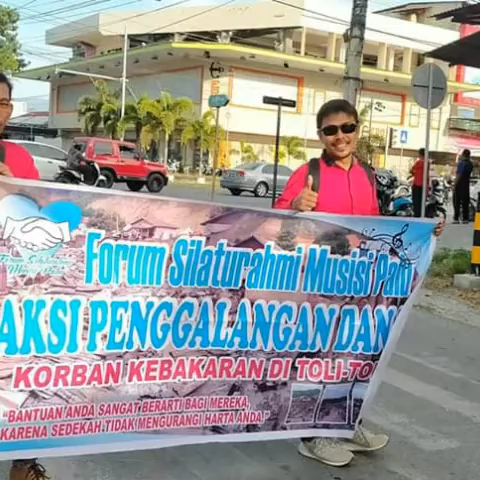 Forum Silaturahmi Musisi Palu
AKSI PENGGALANGAN DAN
KORBAN KEBAKARAN DI TOLI-TO
"BANTUAN ANDA SANGAT BERARTI BAGI MEREKA,
KARENA SEDEKAH TIDAK MENGURANGI HARTA ANDA."